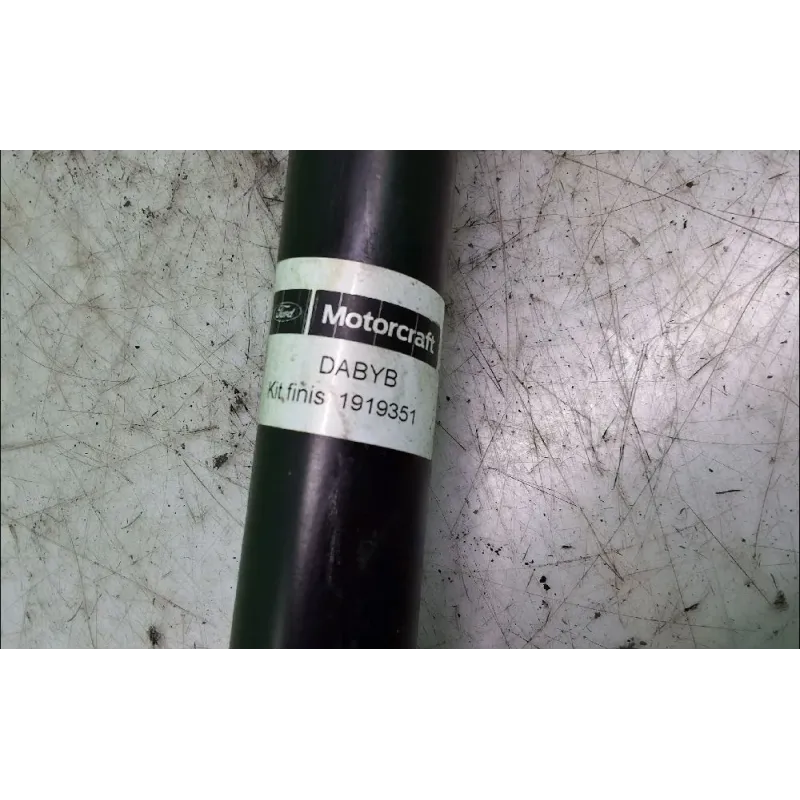 Ford Motorcraft
DABYB
Kit,finis 1919351